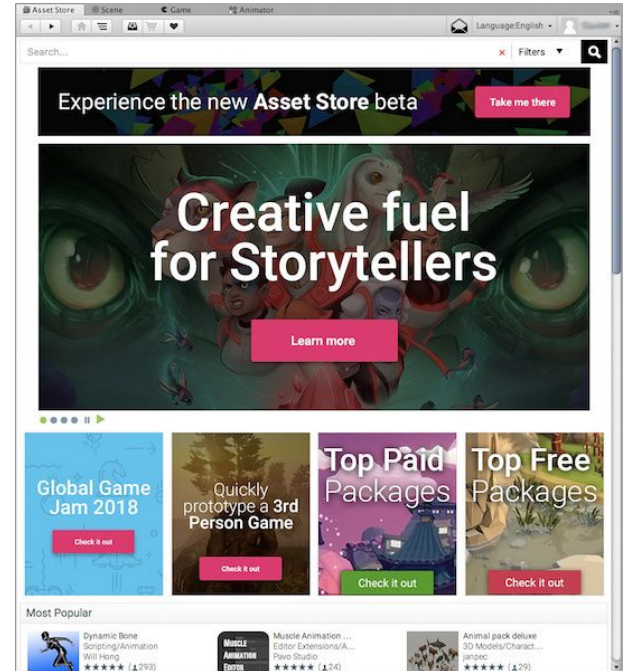 Asset Store Scene Game Animator
Language:English
Search... Filters
Experience the new Asset Store beta Take me there
Creative fuel
for Storytellers
Learn more
Global Game
Jam 2018
Check it out
Quickly
prototype a 3rd
Person Game
Check it out
Top Paid
Packages
Check it out
Top Free
Packages
Check it out
Most Popular
Dynamic Bone
Scripting/Animation
Will Hong
★★★★★ (293)
MUSCLE
ANIMATION
EDITOR
Muscle Animation ...
Editor Extensions/A...
Pavo Studio
★★★★★ (24)
Animal pack deluxe
3D Models/Charact...
janpec
★★★★★ (29)